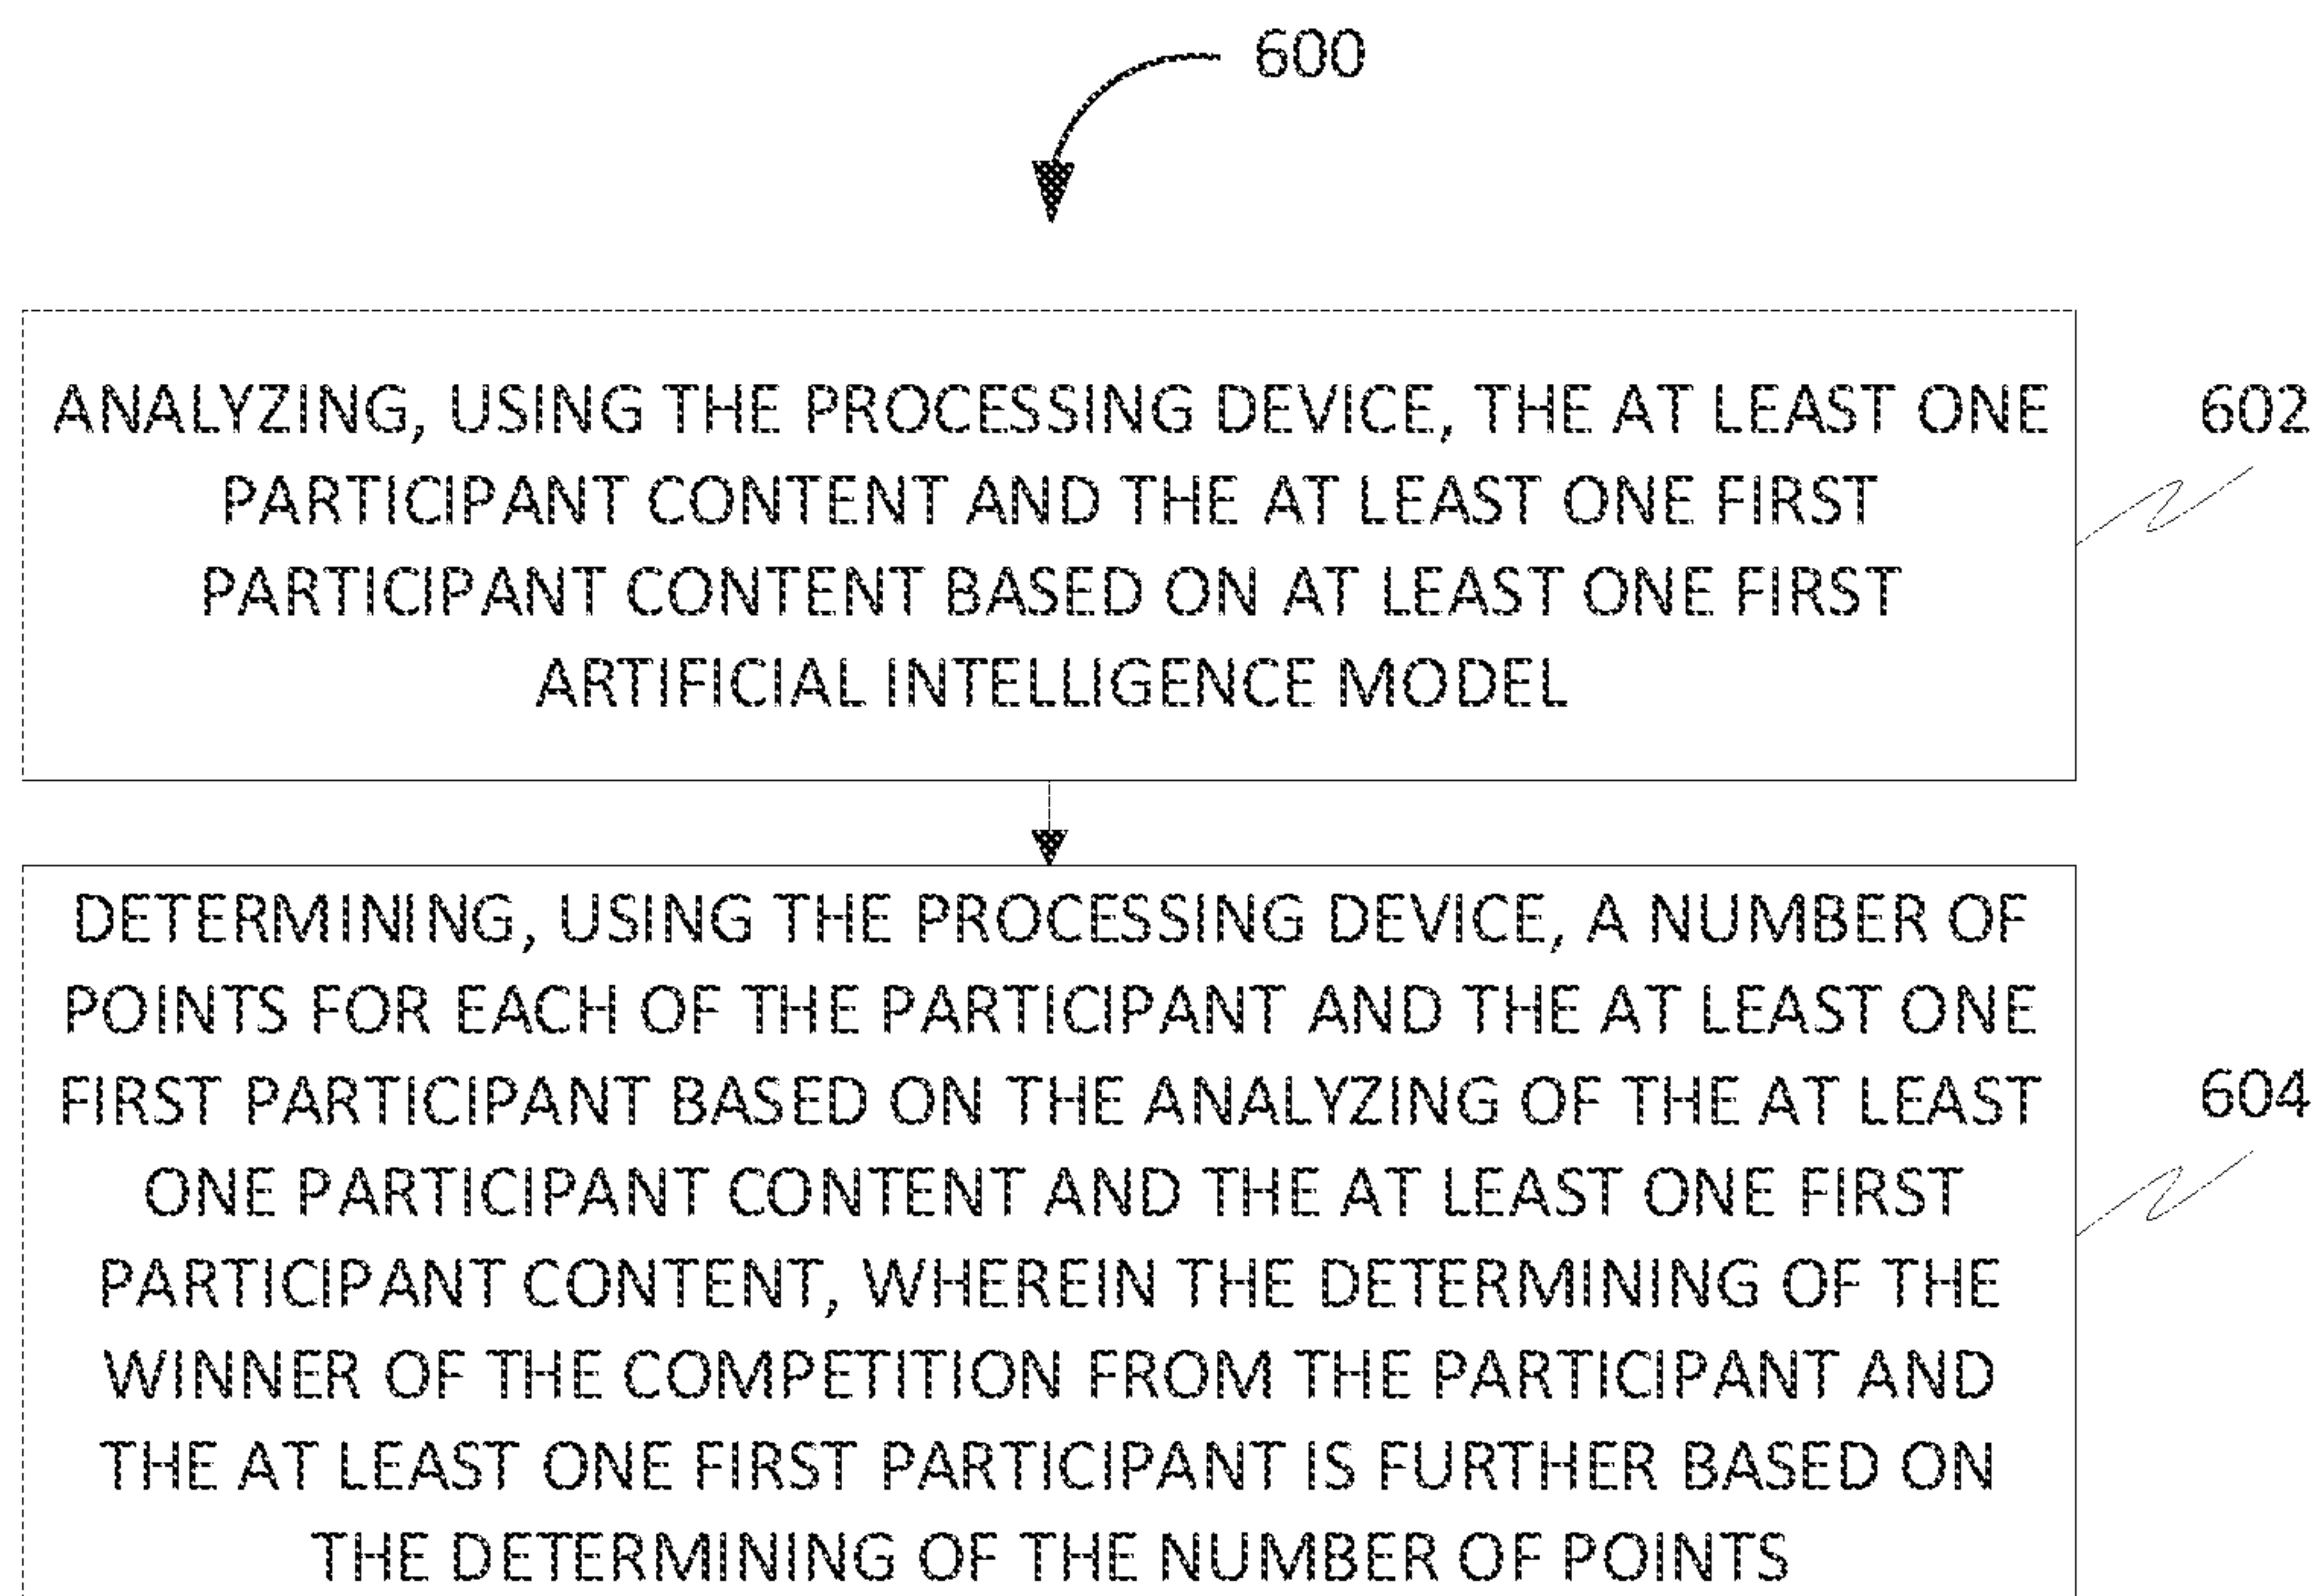 600
ANALYZING, USING THE PROCESSING DEVICE, THE AT LEAST ONE
PARTICIPANT CONTENT AND THE AT LEAST ONE FIRST
PARTICIPANT CONTENT BASED ON AT LEAST ONE FIRST
ARTIFICIAL INTELLIGENCE MODEL
602
DETERMINING, USING THE PROCESSING DEVICE, A NUMBER OF
POINTS FOR EACH OF THE PARTICIPANT AND THE AT LEAST ONE
FIRST PARTICIPANT BASED ON THE ANALYZING OF THE AT LEAST
ONE PARTICIPANT CONTENT AND THE AT LEAST ONE FIRST
PARTICIPANT CONTENT, WHEREIN THE DETERMINING OF THE
WINNER OF THE COMPETITION FROM THE PARTICIPANT AND
THE AT LEAST ONE FIRST PARTICIPANT IS FURTHER BASED ON
THE DETERMINING OF THE NUMBER OF POINTS
604